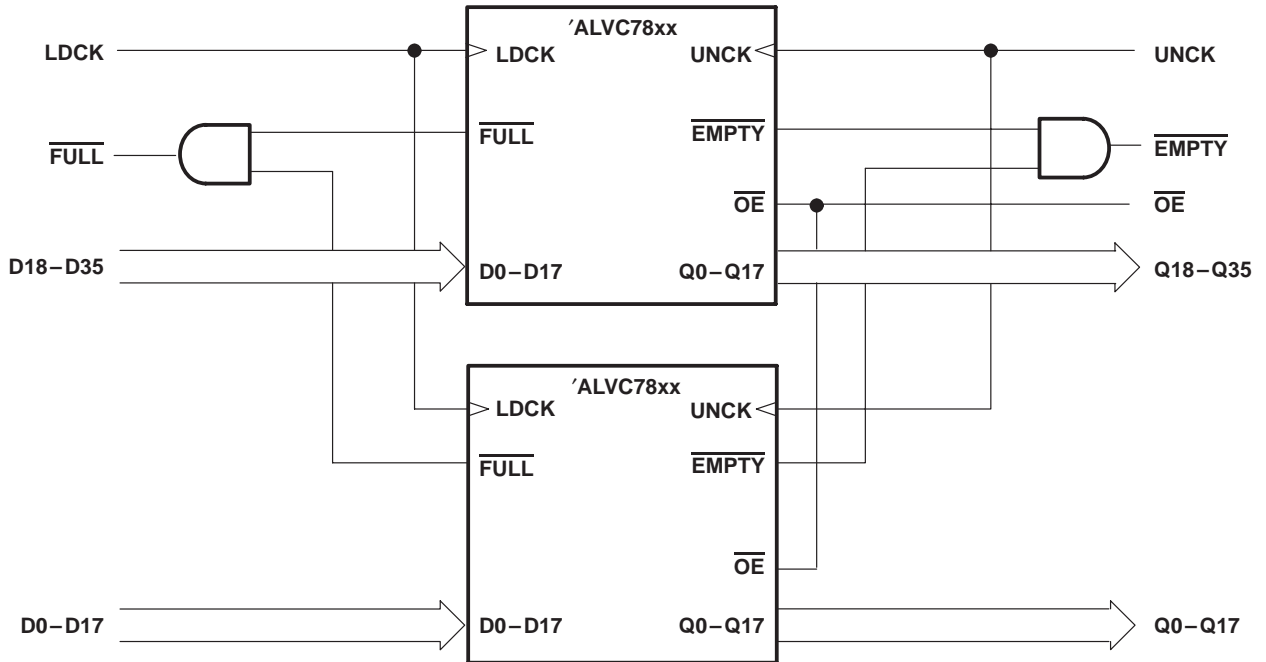 ′ALVC78xx
LDCK
LDCK
UNCK
UNCK
FULL
FULL
EMPTY
EMPTY
OE
OE
D18–D35
D0–D17
Q0–Q17
Q18–Q35
′ALVC78xx
LDCK
UNCK
FULL
EMPTY
OE
D0–D17
D0–D17
Q0–Q17
Q0–Q17